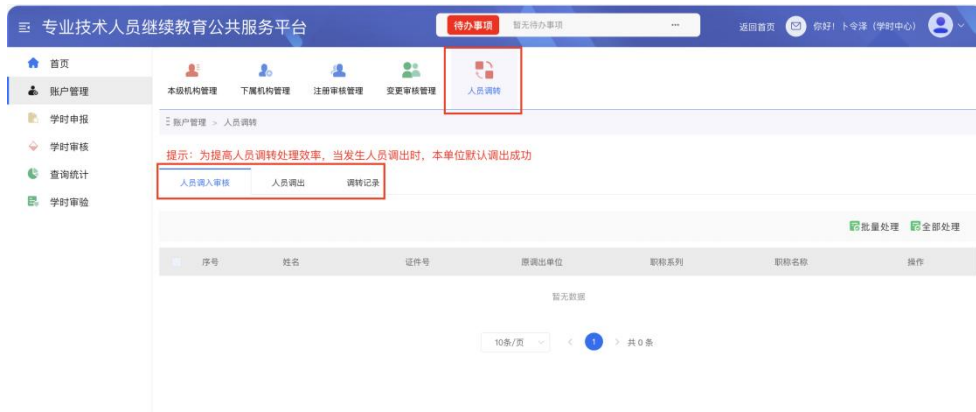 专业技术人员继续教育公共服务平台
待办事项 暂无待办事项 ...
返回首页 你好！卜令泽（学时中心）
首页
账户管理
学时申报
学时审核
查询统计
学时审验
本级机构管理 下属机构管理 注册审核管理 变更审核管理 人员调转
账户管理 > 人员调转
提示：为提高人员调转处理效率，当发生人员调出时，本单位默认调出成功
人员调入审核 人员调出 调转记录
批量处理 全部处理
序号 姓名 证件号 原调出单位 职称系列 职称名称 操作
暂无数据
10条/页 < 1 > 共 0 条